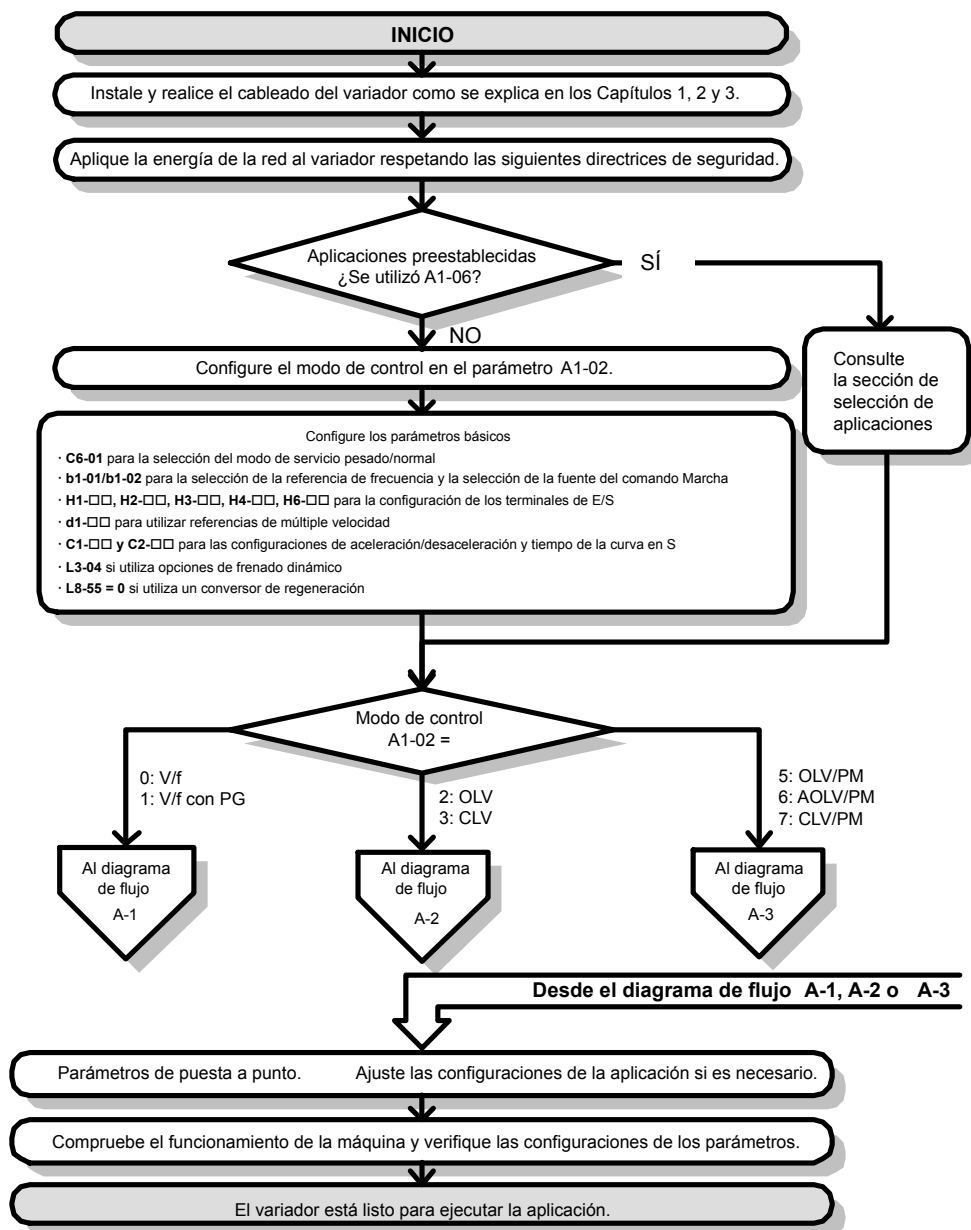 INICIO
Instale y realice el cableado del variador como se explica en los Capítulos 1, 2 y 3.
Aplique la energía de la red al variador respetando las siguientes directrices de seguridad.
Aplicaciones preestablecidas
¿Se utilizó A1-06?
SÍ
NO
Consulte
la sección de
selección de
aplicaciones
Configure el modo de control en el parámetro A1-02.
Configure los parámetros básicos
· C6-01 para la selección del modo de servicio pesado/normal
· b1-01/b1-02 para la selección de la referencia de frecuencia y la selección de la fuente del comando Marcha
· H1-□□, H2-□□, H3-□□, H4-□□, H6-□□ para la configuración de los terminales de E/S
· d1-□□ para utilizar referencias de múltiple velocidad
· C1-□□ y C2-□□ para las configuraciones de aceleración/desaceleración y tiempo de la curva en S
· L3-04 si utiliza opciones de frenado dinámico
· L8-55 = 0 si utiliza un conversor de regeneración
Modo de control
A1-02 =
0: V/f
1: V/f con PG
2: OLV
3: CLV
5: OLV/PM
6: AOLV/PM
7: CLV/PM
Al diagrama
de flujo
A-1
Al diagrama
de flujo
A-2
Al diagrama
de flujo
A-3
Desde el diagrama de flujo A-1, A-2 o A-3
Parámetros de puesta a punto. Ajuste las configuraciones de la aplicación si es necesario.
Compruebe el funcionamiento de la máquina y verifique las configuraciones de los parámetros.
El variador está listo para ejecutar la aplicación.